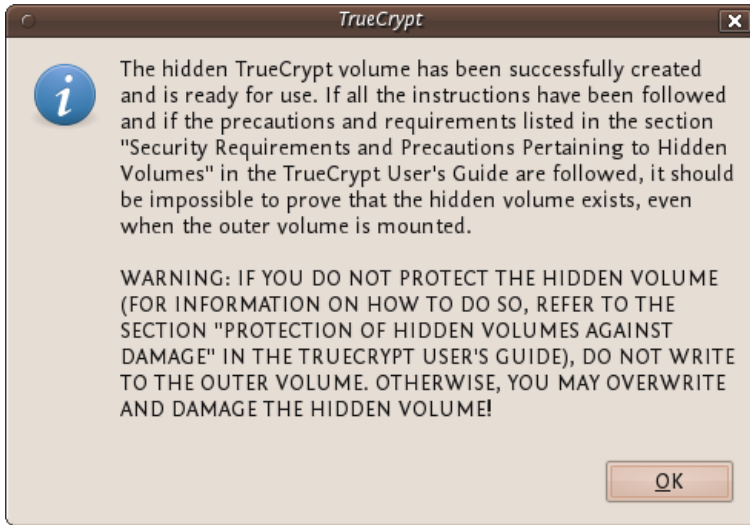 TrueCrypt
The hidden TrueCrypt volume has been successfully created
and is ready for use. If all the instructions have been followed
and if the precautions and requirements listed in the section
"Security Requirements and Precautions Pertaining to Hidden
Volumes" in the TrueCrypt User's Guide are followed, it should
be impossible to prove that the hidden volume exists, even
when the outer volume is mounted.
WARNING: IF YOU DO NOT PROTECT THE HIDDEN VOLUME
(FOR INFORMATION ON HOW TO DO SO, REFER TO THE
SECTION "PROTECTION OF HIDDEN VOLUMES AGAINST
DAMAGE" IN THE TRUECRYPT USER'S GUIDE), DO NOT WRITE
TO THE OUTER VOLUME. OTHERWISE, YOU MAY OVERWRITE
AND DAMAGE THE HIDDEN VOLUME!
OK